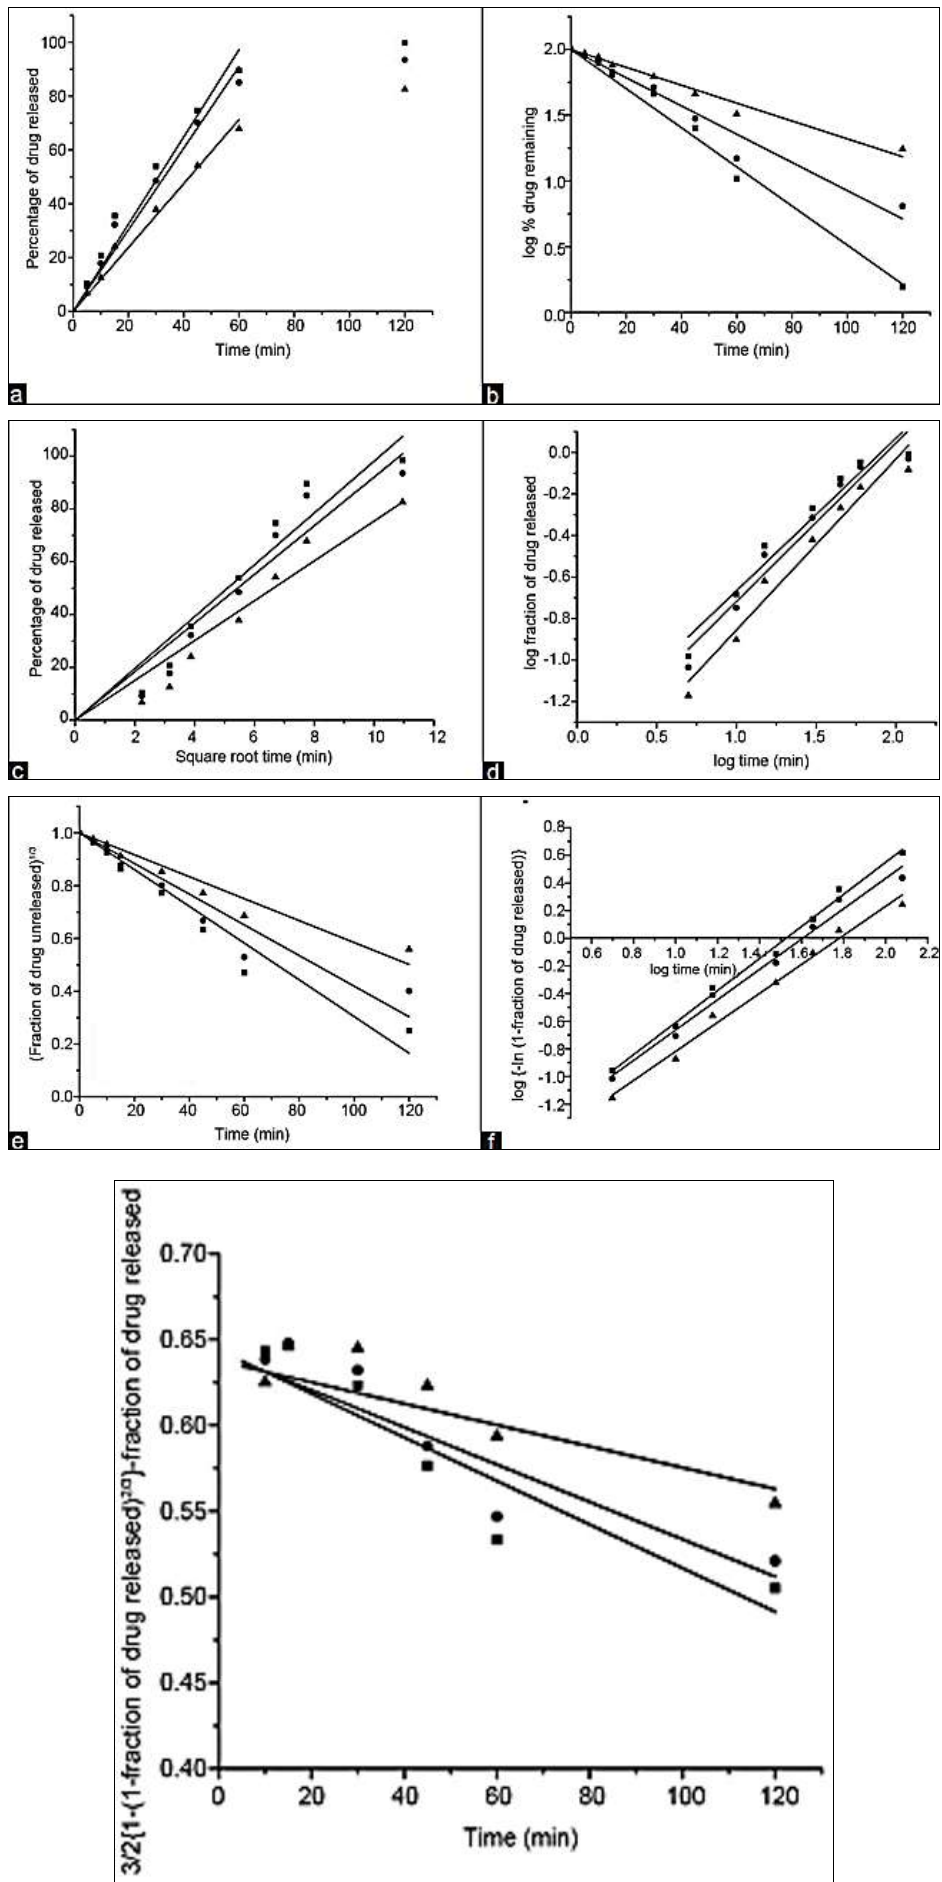 Percentage of drug released
100
80
60
40
20
0
0 20 40 60 80 100 120
Time (min)
a
log % drug remaining
2.0
1.5
1.0
0.5
0.0
0 20 40 60 80 100 120
Time (min)
b
Percentage of drug released
100
80
60
40
20
0
0 2 4 6 8 10 12
Square root time (min)
c
log fraction of drug released
0.0
-0.2
-0.4
-0.6
-0.8
-1.0
-1.2
0.0 0.5 1.0 1.5 2.0
log time (min)
d
(Fraction of drug unreleased)1/3
1.0
0.8
0.6
0.4
0.2
0.0
0 20 40 60 80 100 120
Time (min)
e
log {-ln (1-fraction of drug released)}
0.8
0.6
0.4
0.2
0.0
-0.2
-0.4
-0.6
-0.8
-1.0
-1.2
0.6 0.8 1.0 1.2 1.4 1.6 1.8 2.0 2.2
log time (min)
f
3/2{1-(1-fraction of drug released)2/3}-fraction of drug released
0.70
0.65
0.60
0.55
0.50
0.45
0.40
0 20 40 60 80 100 120
Time (min)